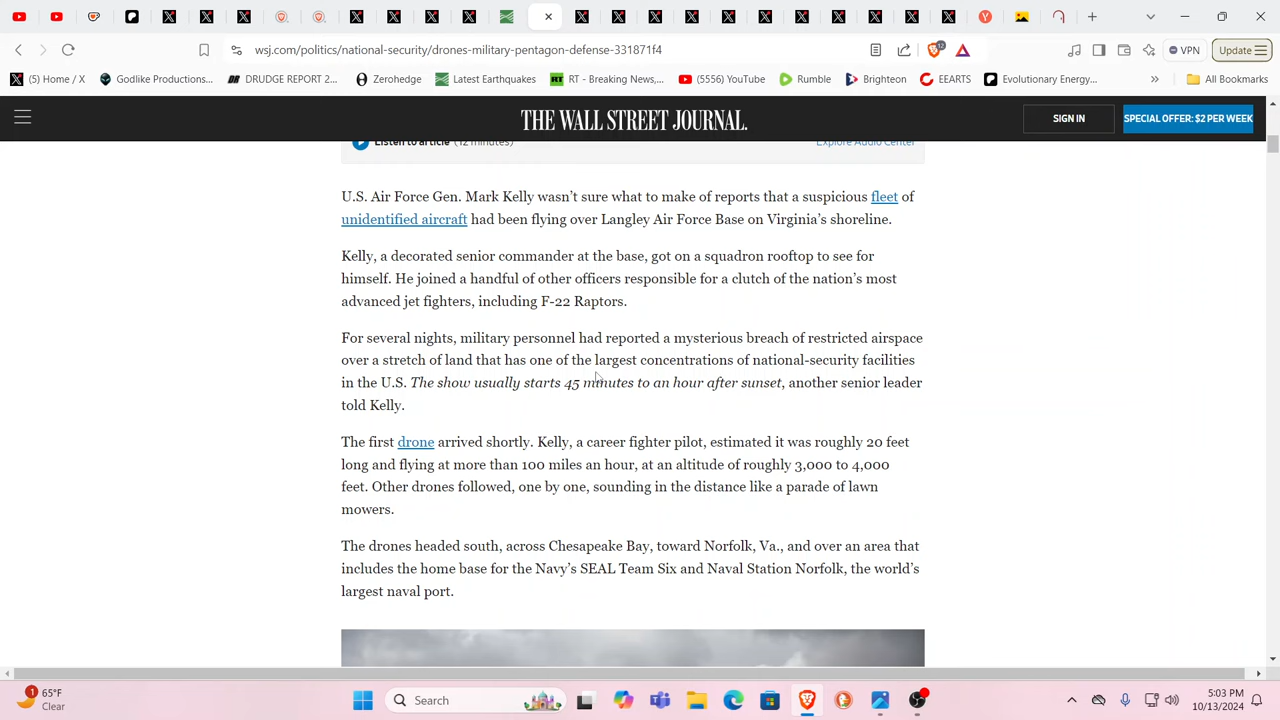 wsj.com/politics/national-security/drones-military-pentagon-defense-331871f4
12
VPN
Update
(5) Home / X
Godlike Productions...
DRUDGE REPORT 2...
Zerohedge
Latest Earthquakes
RT - Breaking News,...
(5556) YouTube
Rumble
Brighteon
EEARTS
Evolutionary Energy...
All Bookmarks
THE WALL STREET JOURNAL.
SIGN IN
SPECIAL OFFER: $2 PER WEEK
Listen to article (12 minutes)
Explore Audio Center
U.S. Air Force Gen. Mark Kelly wasn’t sure what to make of reports that a suspicious fleet of
unidentified aircraft had been flying over Langley Air Force Base on Virginia’s shoreline.
Kelly, a decorated senior commander at the base, got on a squadron rooftop to see for
himself. He joined a handful of other officers responsible for a clutch of the nation’s most
advanced jet fighters, including F-22 Raptors.
For several nights, military personnel had reported a mysterious breach of restricted airspace
over a stretch of land that has one of the largest concentrations of national-security facilities
in the U.S. The show usually starts 45 minutes to an hour after sunset, another senior leader
told Kelly.
The first drone arrived shortly. Kelly, a career fighter pilot, estimated it was roughly 20 feet
long and flying at more than 100 miles an hour, at an altitude of roughly 3,000 to 4,000
feet. Other drones followed, one by one, sounding in the distance like a parade of lawn
mowers.
The drones headed south, across Chesapeake Bay, toward Norfolk, Va., and over an area that
includes the home base for the Navy’s SEAL Team Six and Naval Station Norfolk, the world’s
largest naval port.
1
65°F
Clear
Search
5:03 PM
10/13/2024